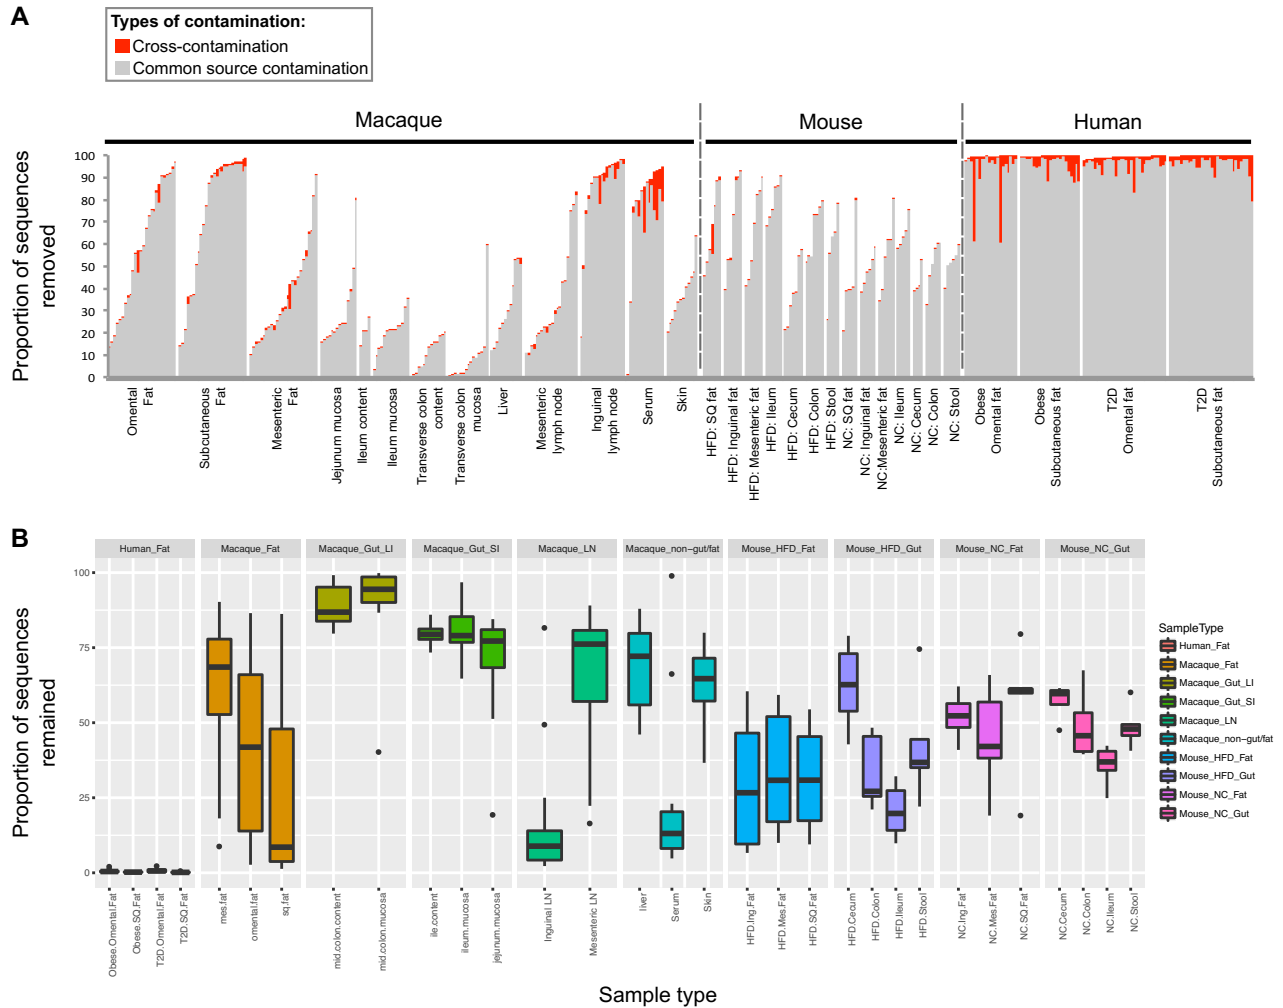 A
Types of contamination:
Cross-contamination
Common source contamination
Macaque
Mouse
Human
Proportion of sequences
removed
100
90
80
70
60
50
40
30
20
10
0
Omental
Fat
Subcutaneous
Fat
Mesenteric
Fat
Jejunum mucosa
Ileum content
Ileum mucosa
Transverse colon
content
Transverse colon
mucosa
Liver
Mesenteric
lymph node
Inguinal
lymph node
Serum
Skin
HFD: SQ fat
HFD: Inguinal fat
HFD: Mesenteric fat
HFD: Ileum
HFD: Cecum
HFD: Colon
HFD: Stool
NC: SQ fat
NC: Inguinal fat
NC:Mesenteric fat
NC: Ileum
NC: Cecum
NC: Colon
NC: Stool
Obese
Omental fat
Obese
Subcutaneous fat
T2D
Omental fat
T2D
Subcutaneous fat
B
Human_Fat
Macaque_Fat
Macaque_Gut_LI
Macaque_Gut_SI
Macaque_LN
Macaque_non-gut/fat
Mouse_HFD_Fat
Mouse_HFD_Gut
Mouse_NC_Fat
Mouse_NC_Gut
Proportion of sequences
remained
100
75
50
25
0
Obese.Omental.Fat
Obese.SQ.Fat
T2D.Omental.Fat
T2D.SQ.Fat
mes.fat
omental.fat
sq.fat
mid.colon.content
mid.colon.mucosa
ile.content
ileum.mucosa
jejunum.mucosa
Inguinal LN
Mesenteric LN
liver
Serum
Skin
HFD.Ing.Fat
HFD.Mes.Fat
HFD.SQ.Fat
HFD.Cecum
HFD.Colon
HFD.Ileum
HFD.Stool
NC.Ing.Fat
NC.Mes.Fat
NC.SQ.Fat
NC.Cecum
NC.Colon
NC.Ileum
NC.Stool
Sample type
SampleType
Human_Fat
Macaque_Fat
Macaque_Gut_LI
Macaque_Gut_SI
Macaque_LN
Macaque_non-gut/fat
Mouse_HFD_Fat
Mouse_HFD_Gut
Mouse_NC_Fat
Mouse_NC_Gut